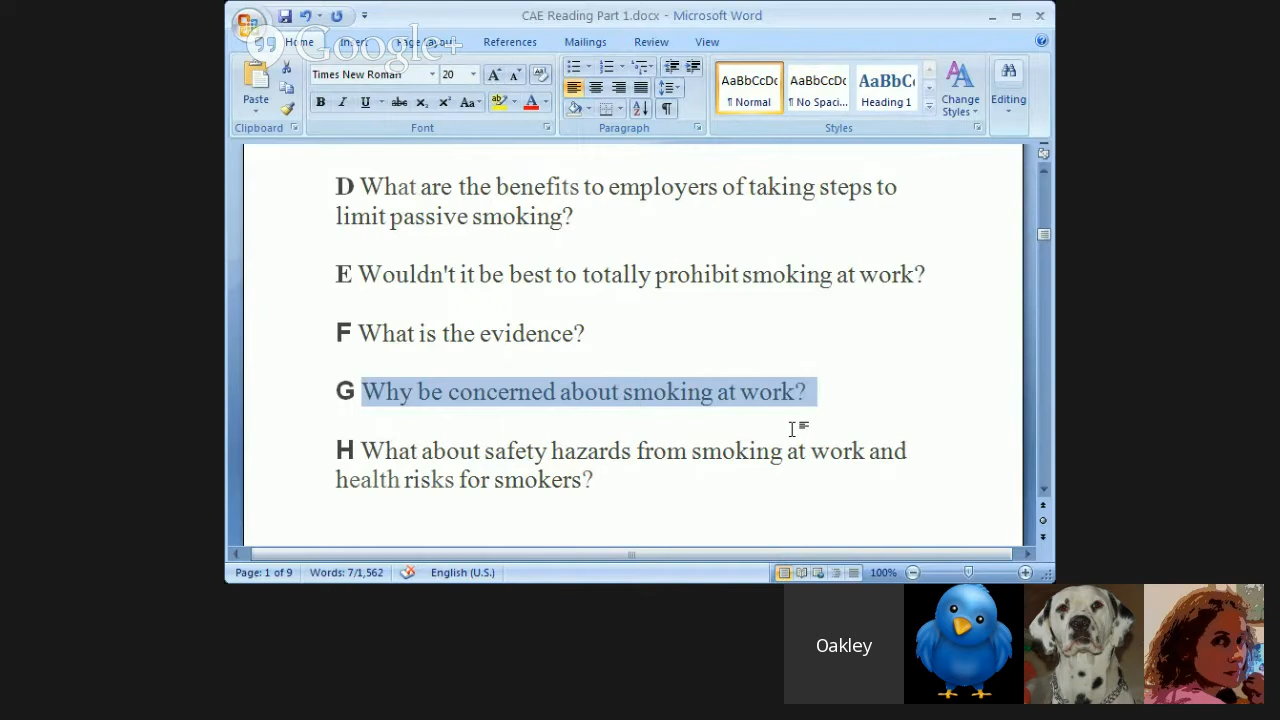 CAE Reading Part 1.docx - Microsoft Word
Google+
Home Insert Page Layout References Mailings Review View
Times New Roman 20
AaBbCcDc AaBbCcDc AaBbC
Paste ¶ Normal ¶ No Spaci... Heading 1 Change Styles Editing
Clipboard Font Paragraph Styles
D What are the benefits to employers of taking steps to
limit passive smoking?
E Wouldn't it be best to totally prohibit smoking at work?
F What is the evidence?
G Why be concerned about smoking at work?
H What about safety hazards from smoking at work and
health risks for smokers?
Page: 1 of 9 Words: 7/1,562 English (U.S.) 100%
Oakley